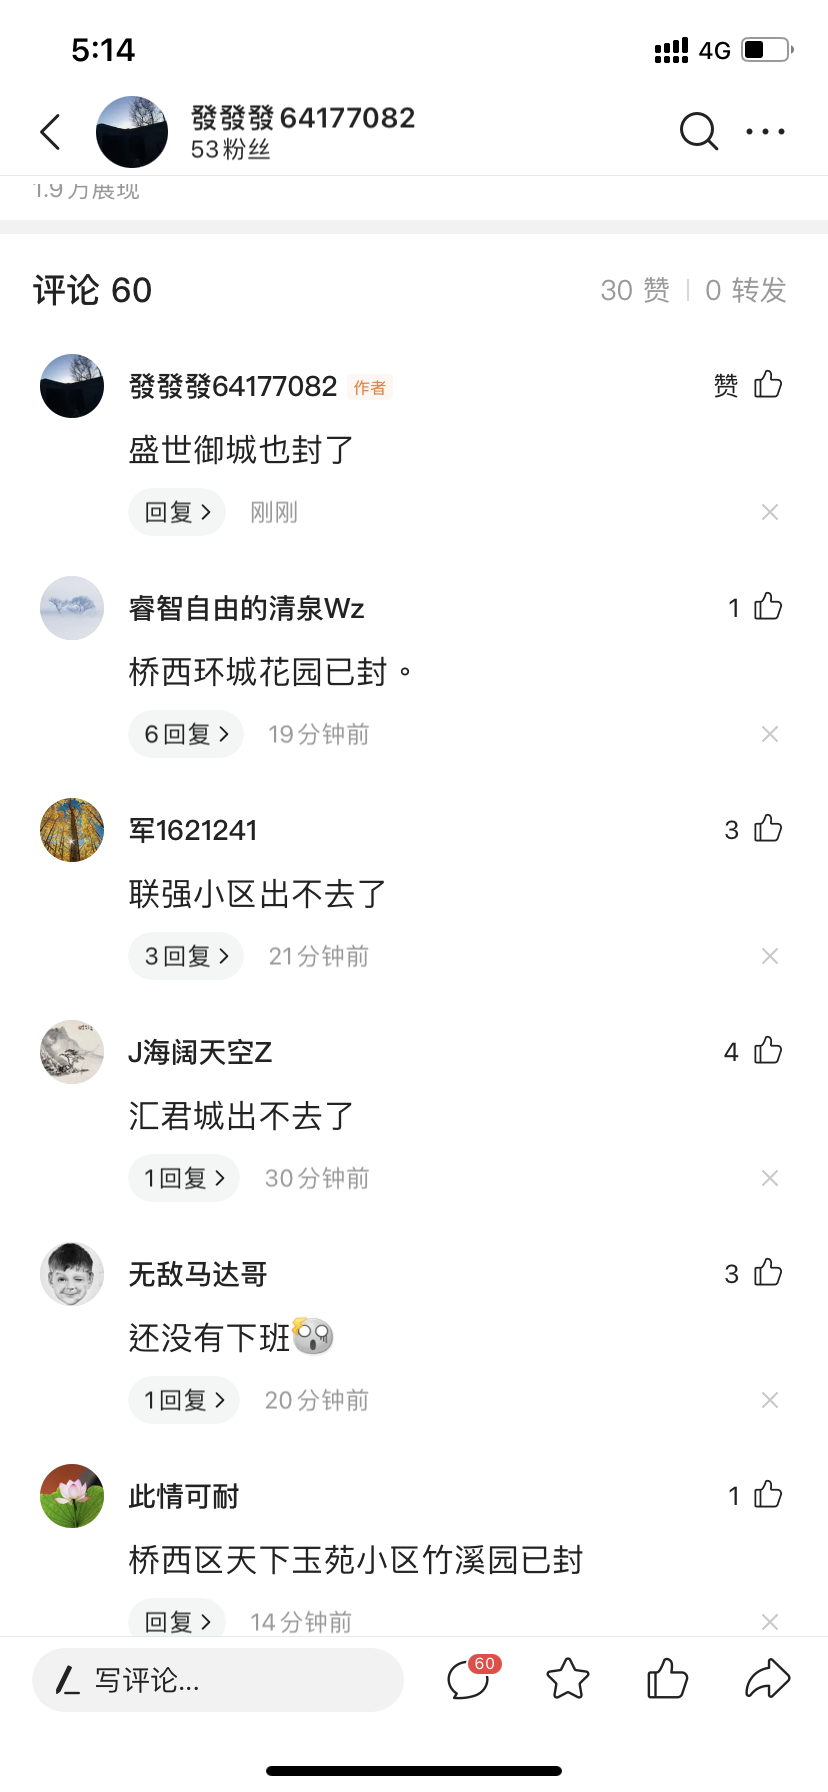 5:14
4G
發發發64177082
53粉丝
1.9万展现
评论 60
30 赞 | 0 转发
發發發64177082 作者
赞
盛世御城也封了
回复 >
刚刚
睿智自由的清泉Wz
1
桥西环城花园已封。
6回复 >
19分钟前
军1621241
3
联强小区出不去了
3回复 >
21分钟前
J海阔天空Z
4
汇君城出不去了
1回复 >
30分钟前
无敌马达哥
3
还没有下班
1回复 >
20分钟前
此情可耐
1
桥西区天下玉苑小区竹溪园已封
回复 >
14分钟前
写评论...
60